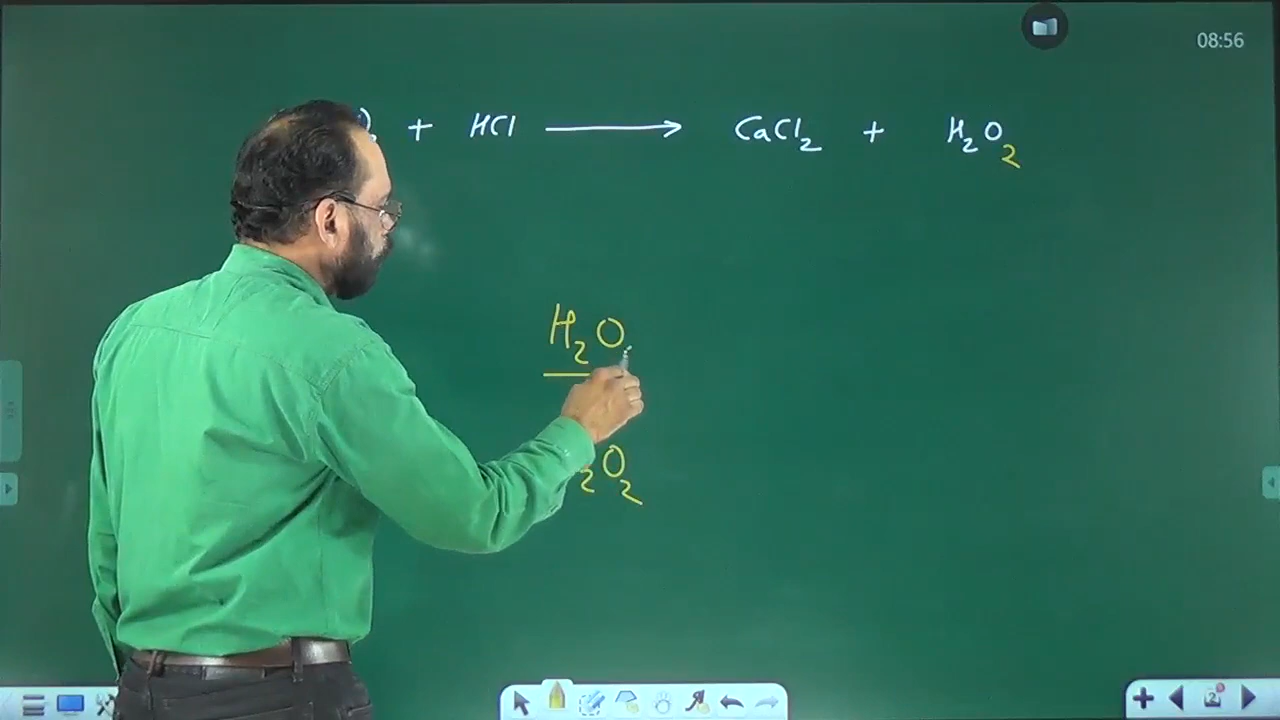 08:56
+ HCl ⟶ CaCl₂ + H₂O₂
H₂O
₂O₂